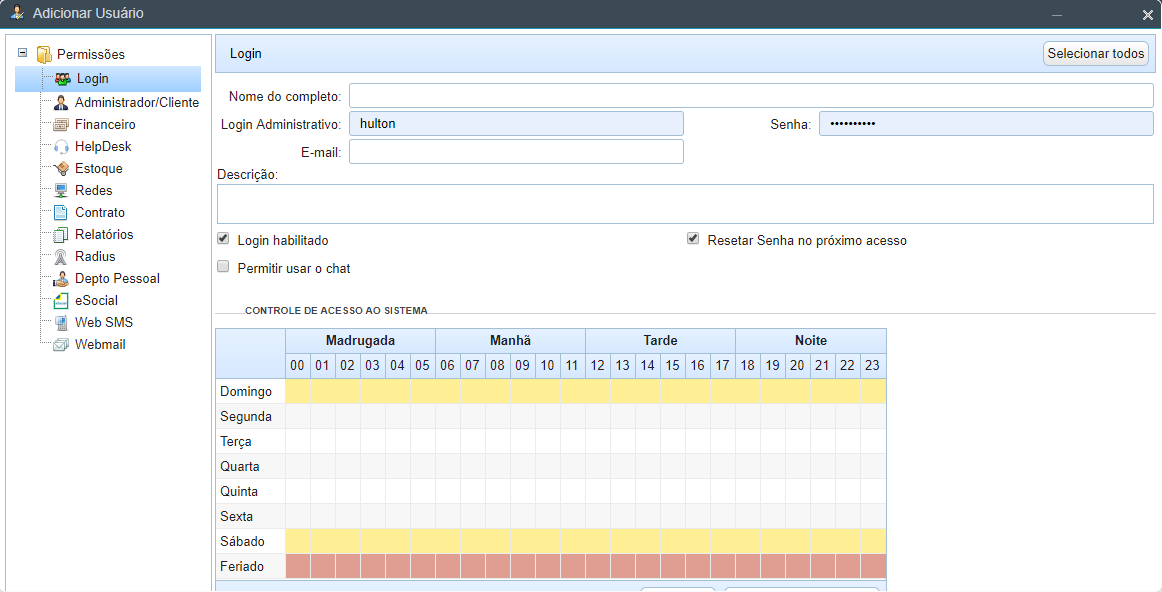 Adicionar Usuário
Permissões
Login
Administrador/Cliente
Financeiro
HelpDesk
Estoque
Redes
Contrato
Relatórios
Radius
Depto Pessoal
eSocial
Web SMS
Webmail
Login
Selecionar todos
Nome do completo:
Login Administrativo: hulton Senha: ••••••••••
E-mail:
Descrição:
Login habilitado Resetar Senha no próximo acesso
Permitir usar o chat
CONTROLE DE ACESSO AO SISTEMA
Madrugada Manhã Tarde Noite
00 01 02 03 04 05 06 07 08 09 10 11 12 13 14 15 16 17 18 19 20 21 22 23
Domingo
Segunda
Terça
Quarta
Quinta
Sexta
Sábado
Feriado